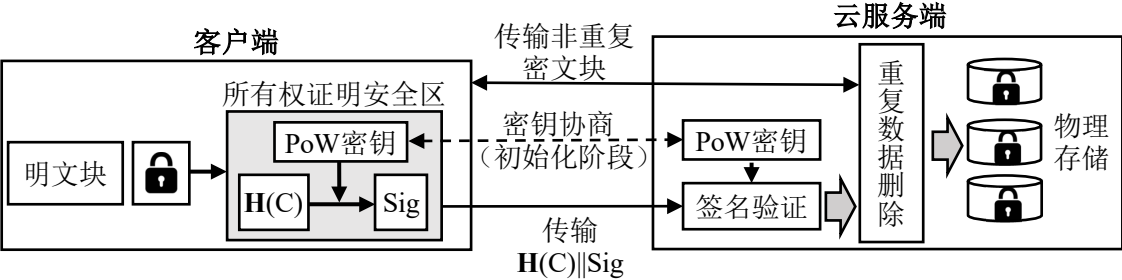 客户端
所有权证明安全区
明文块
PoW密钥
H(C)
Sig
传输非重复
密文块
密钥协商
（初始化阶段）
传输
H(C)||Sig
云服务端
PoW密钥
签名验证
重复数据删除
物理
存储